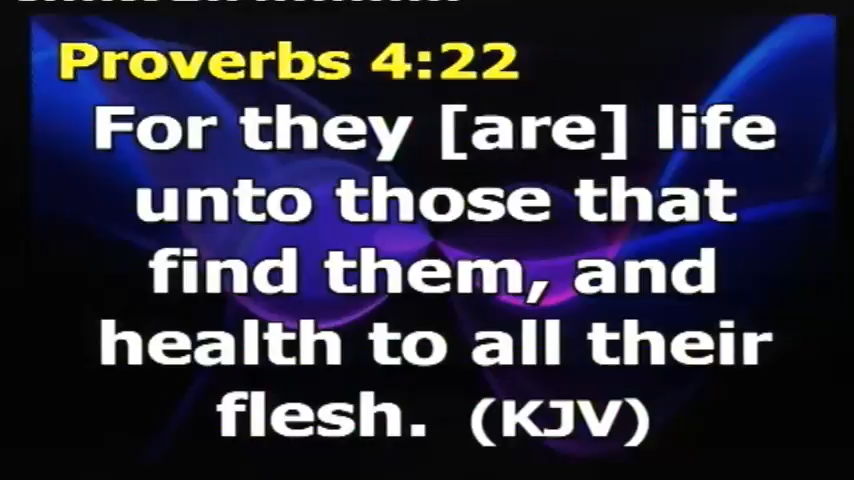 Proverbs 4:22
For they [are] life
unto those that
find them, and
health to all their
flesh. (KJV)